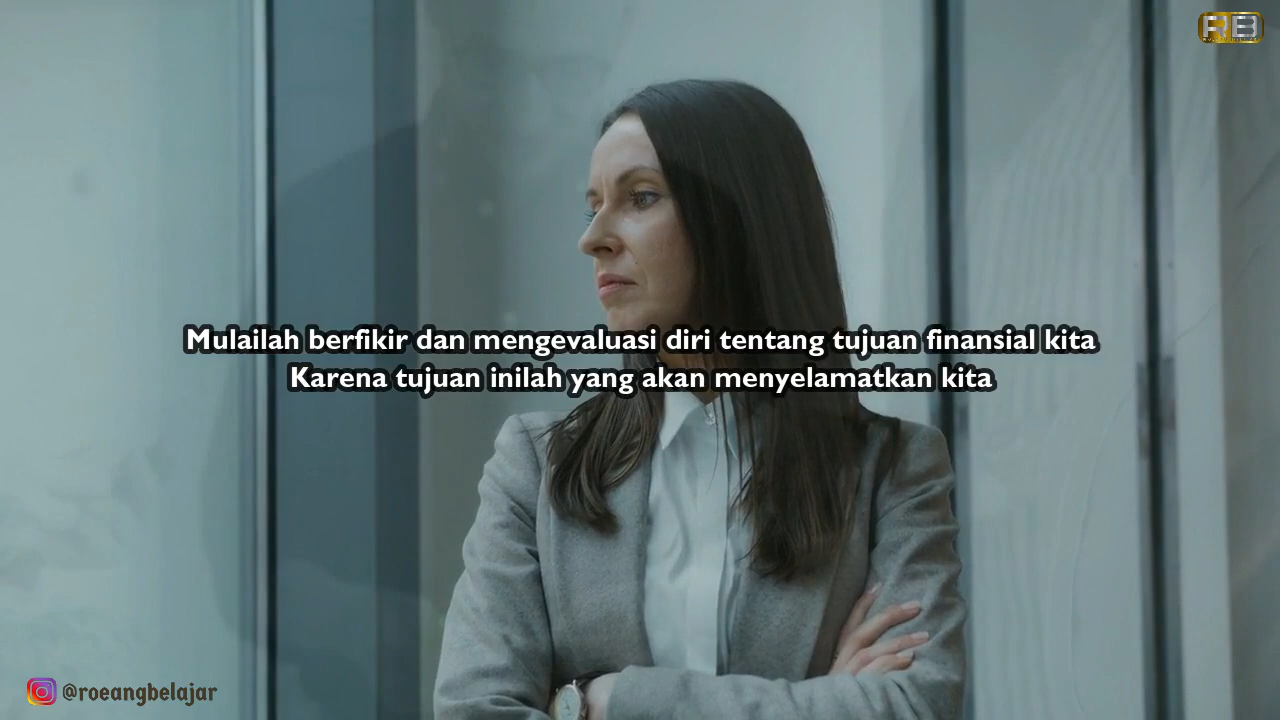 RB
Mulailah berfikir dan mengevaluasi diri tentang tujuan finansial kita
Karena tujuan inilah yang akan menyelamatkan kita
@roeangbelajar